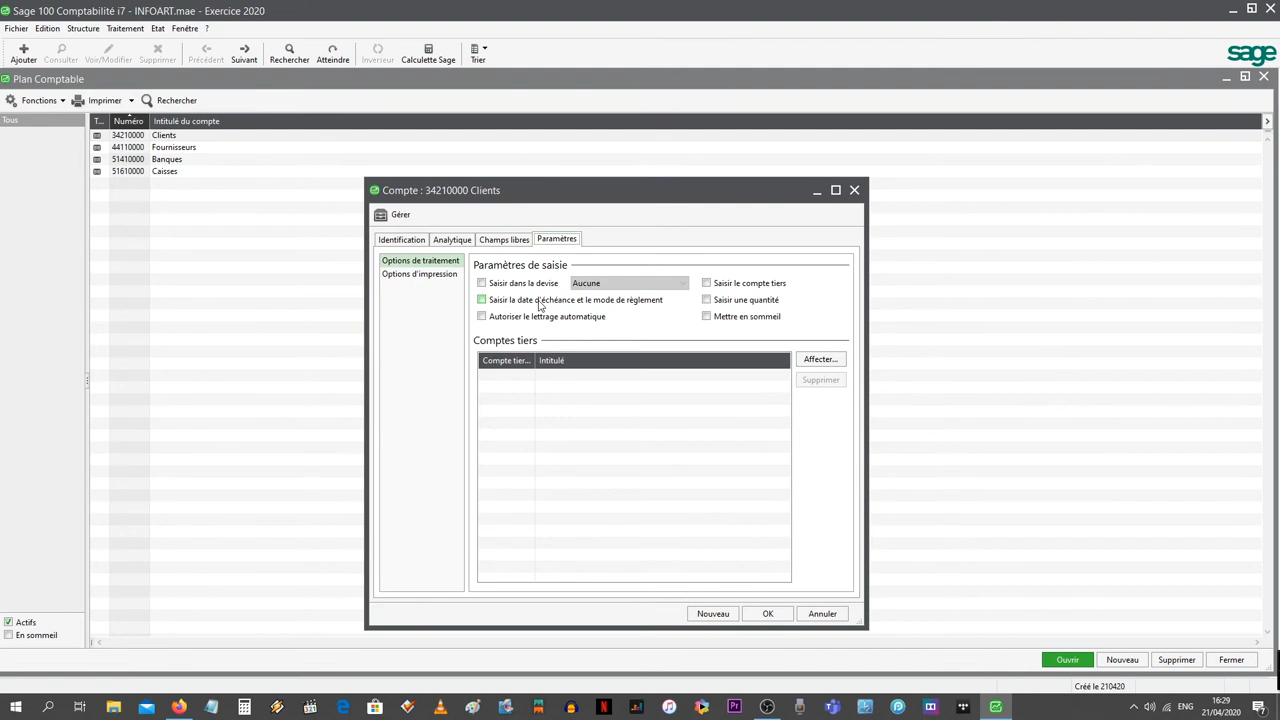 Sage 100 Comptabilité i7 - INFOART.mae - Exercice 2020
Fichier Edition Structure Traitement Etat Fenêtre ?
Ajouter Consulter Voir/Modifier Supprimer Précédent Suivant Rechercher Atteindre Inverseur Calculette Sage Trier
sage
Plan Comptable
Fonctions Imprimer Rechercher
Tous
T... Numéro Intitulé du compte
34210000 Clients
44110000 Fournisseurs
51410000 Banques
51610000 Caisses
Compte : 34210000 Clients
Gérer
Identification Analytique Champs libres Paramètres
Options de traitement
Options d'impression
Paramètres de saisie
Saisir dans la devise Aucune Saisir le compte tiers
Saisir la date d'échéance et le mode de règlement Saisir une quantité
Autoriser le lettrage automatique Mettre en sommeil
Comptes tiers
Compte tier... Intitulé
Affecter...
Supprimer
Nouveau OK Annuler
Actifs
En sommeil
Ouvrir Nouveau Supprimer Fermer
Créé le 210420
ENG
16:29
21/04/2020